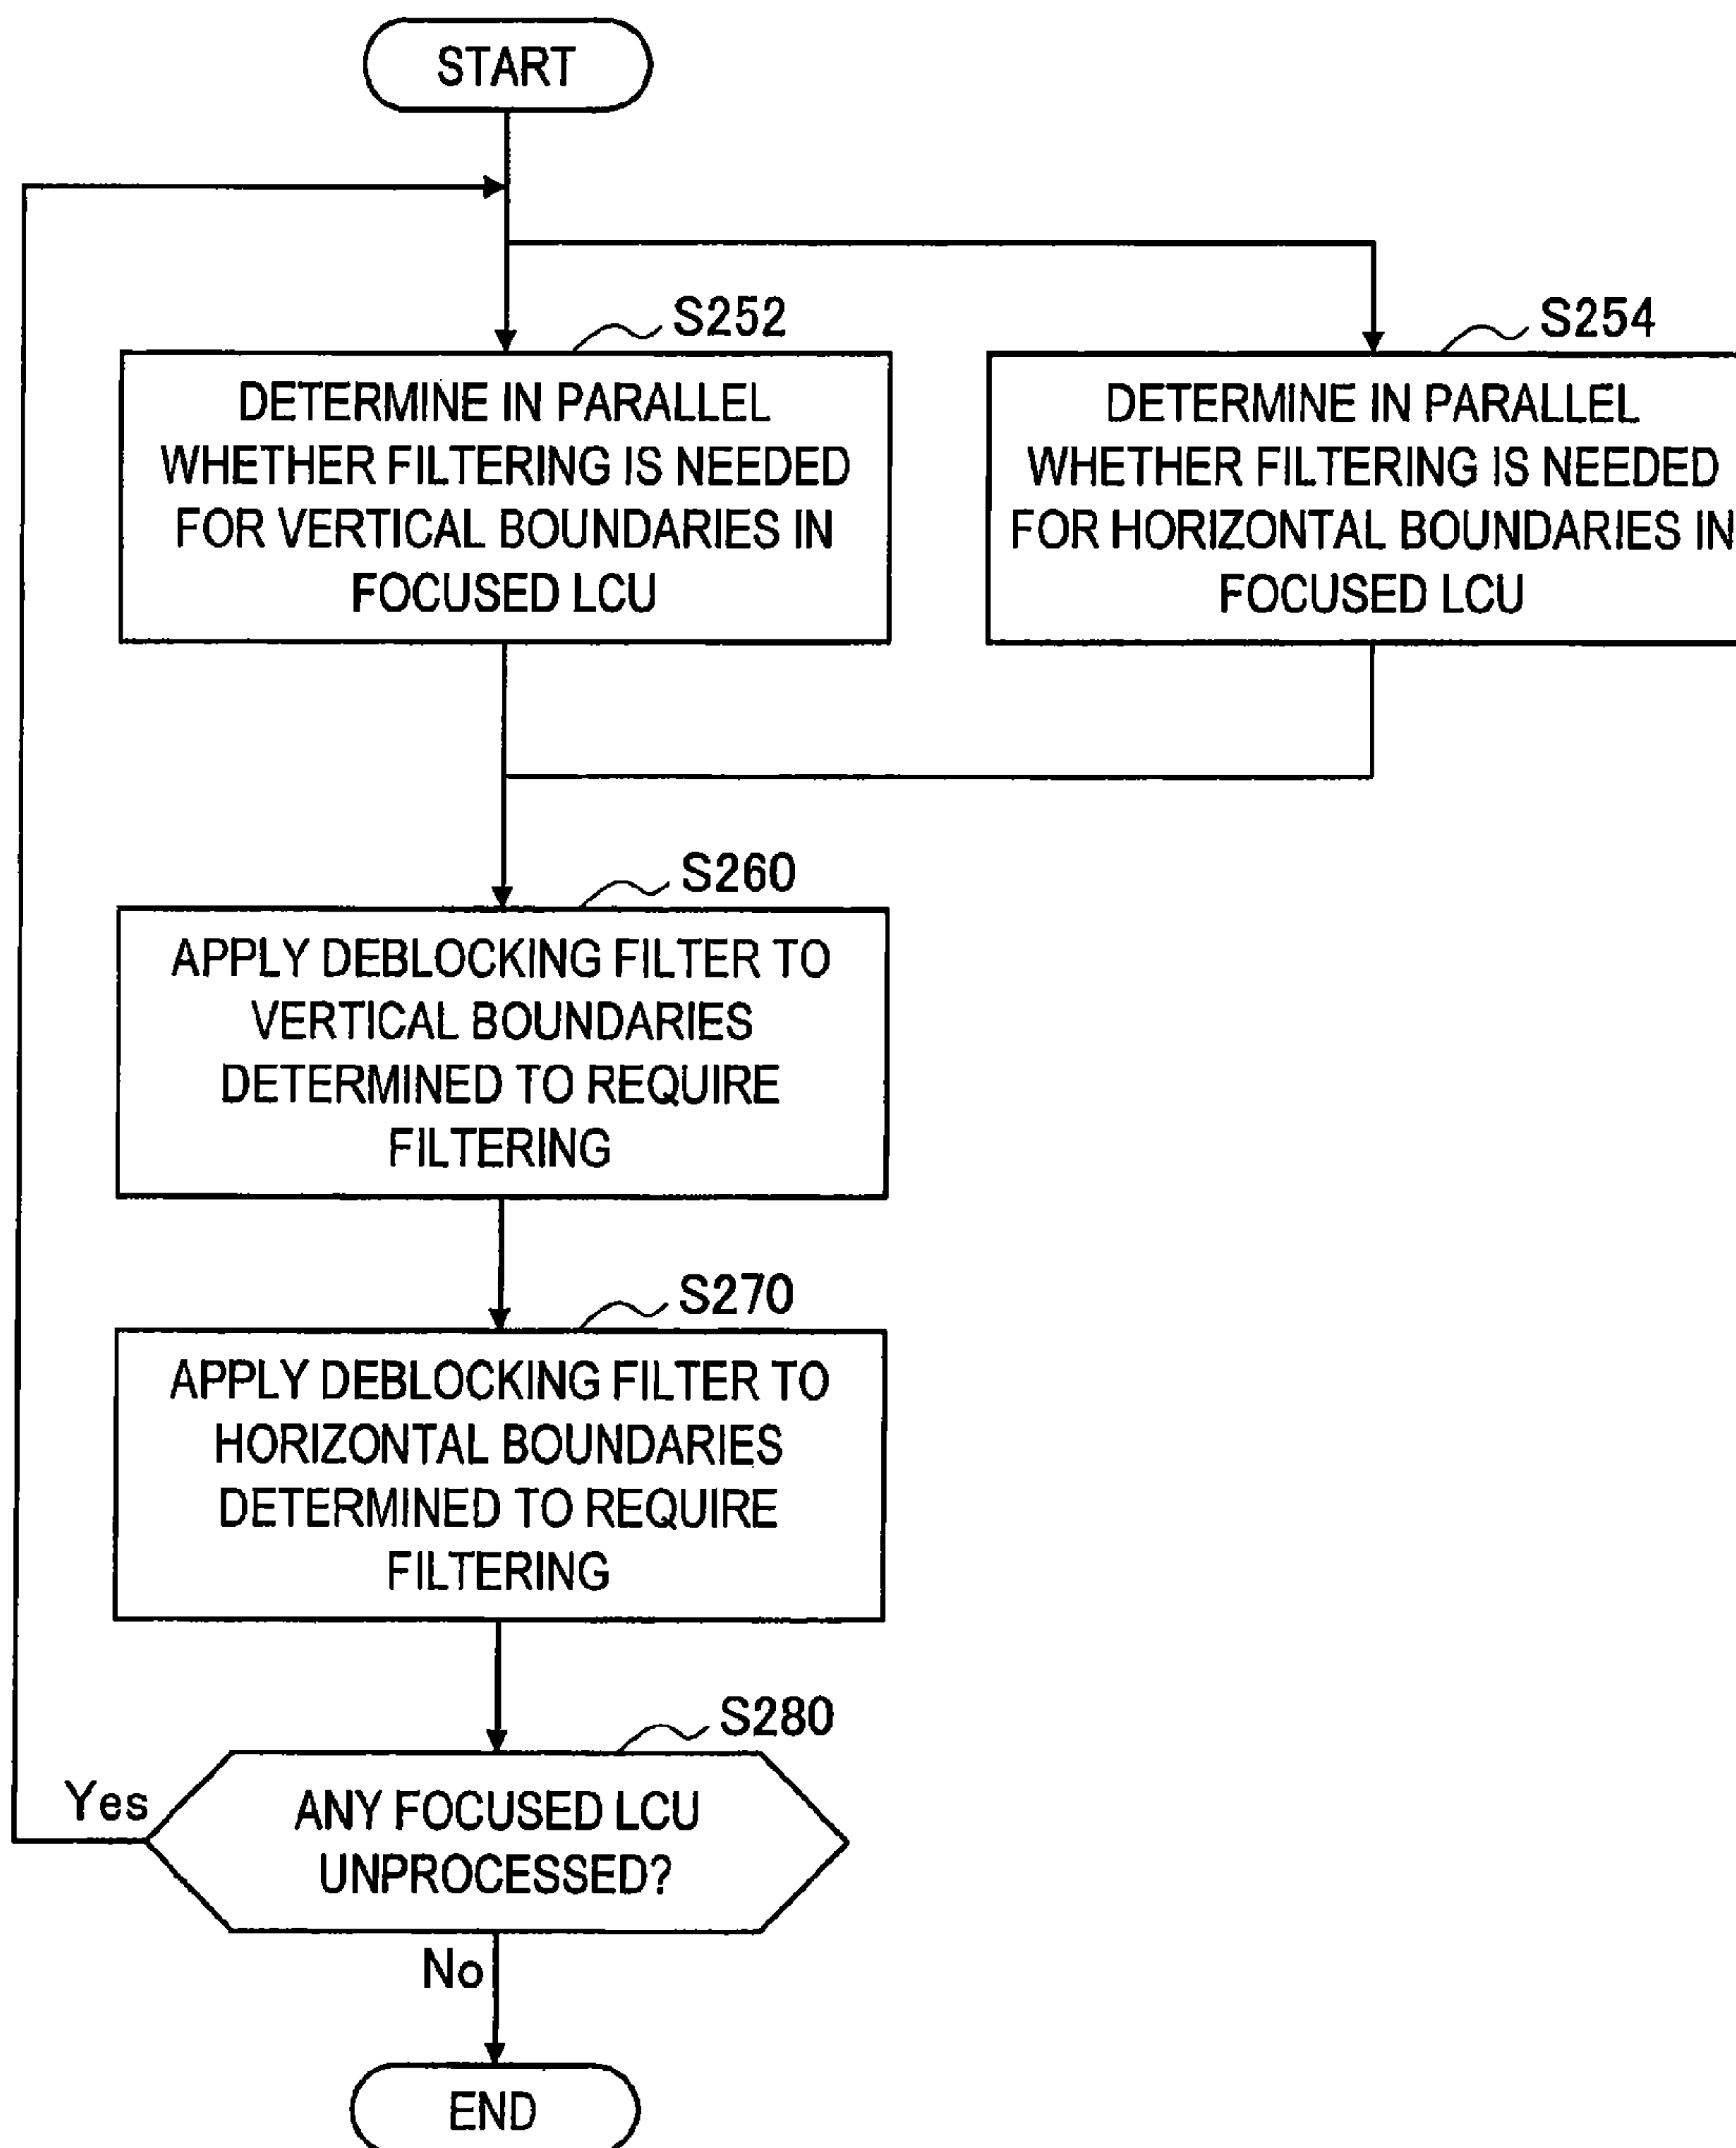 START
S252
DETERMINE IN PARALLEL
WHETHER FILTERING IS NEEDED
FOR VERTICAL BOUNDARIES IN
FOCUSED LCU
S254
DETERMINE IN PARALLEL
WHETHER FILTERING IS NEEDED
FOR HORIZONTAL BOUNDARIES IN
FOCUSED LCU
S260
APPLY DEBLOCKING FILTER TO
VERTICAL BOUNDARIES
DETERMINED TO REQUIRE
FILTERING
S270
APPLY DEBLOCKING FILTER TO
HORIZONTAL BOUNDARIES
DETERMINED TO REQUIRE
FILTERING
S280
ANY FOCUSED LCU
UNPROCESSED?
Yes
No
END